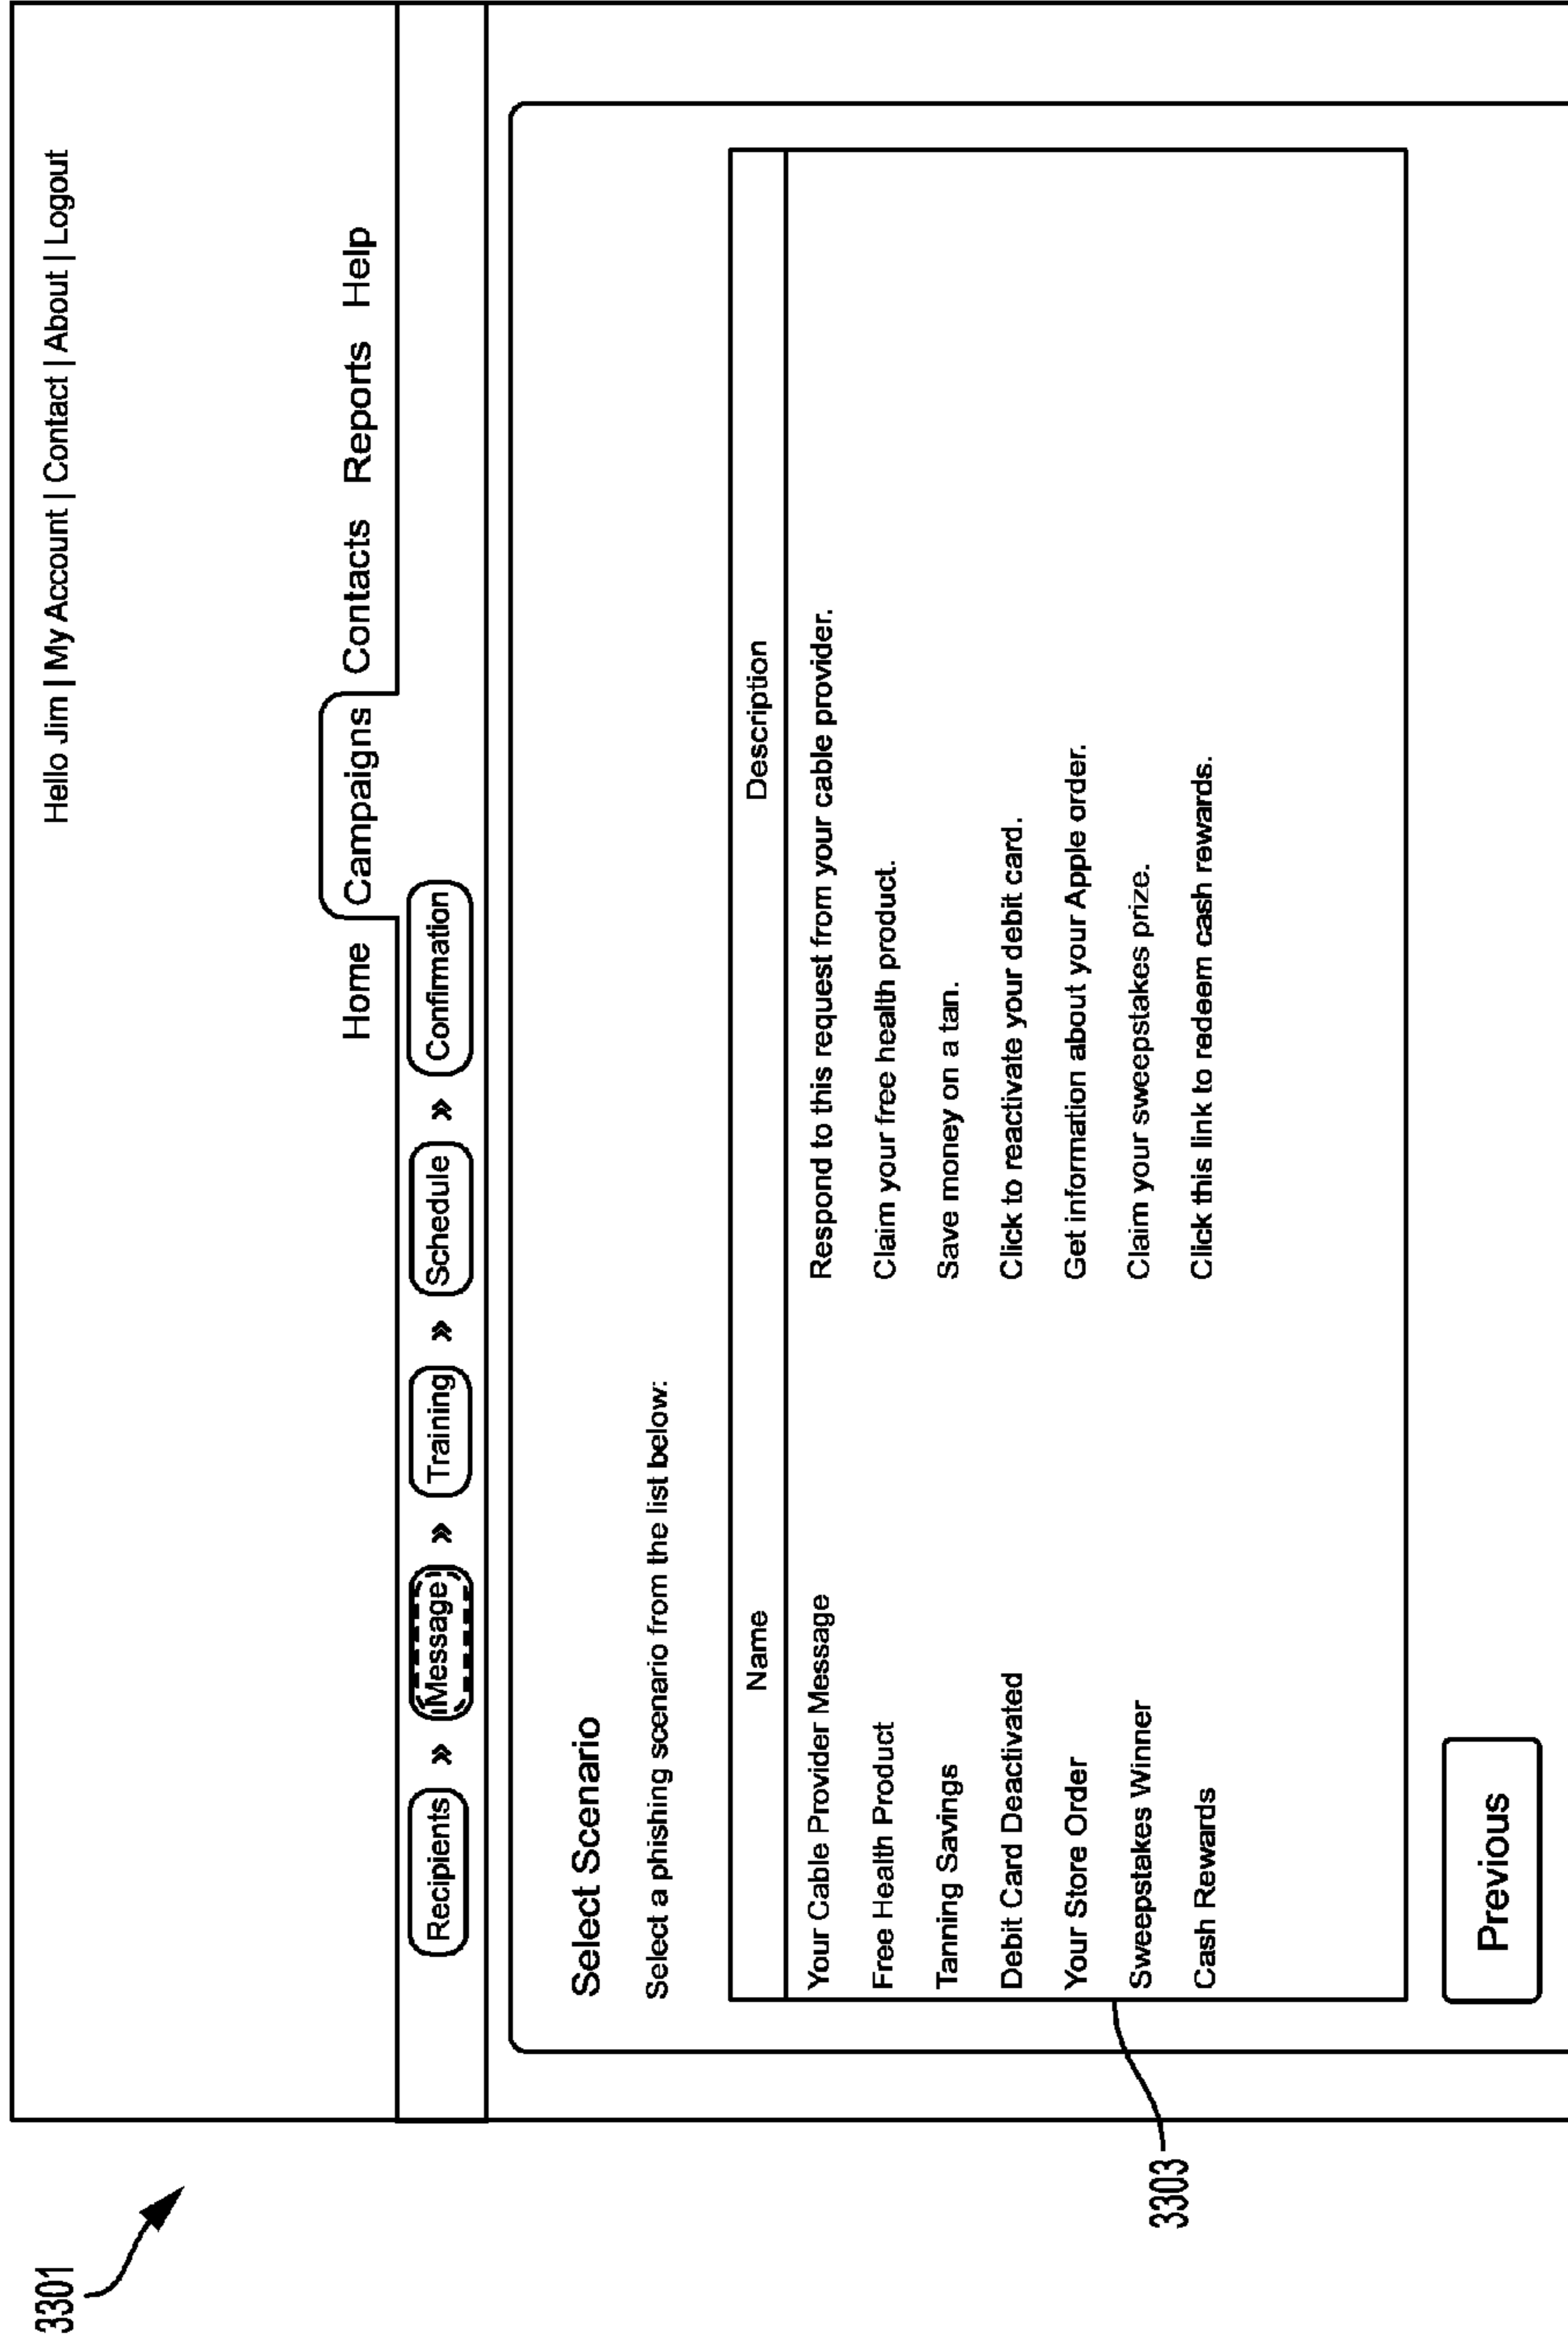 3301
Hello Jim | My Account | Contact | About | Logout
Home Campaigns Contacts Reports Help
Recipients » Message » Training » Schedule » Confirmation
Select Scenario
Select a phishing scenario from the list below:
Name Description
Your Cable Provider Message Respond to this request from your cable provider.
Free Health Product Claim your free health product.
Tanning Savings Save money on a tan.
Debit Card Deactivated Click to reactivate your debit card.
Your Store Order Get information about your Apple order.
Sweepstakes Winner Claim your sweepstakes prize.
Cash Rewards Click this link to redeem cash rewards.
3303
Previous